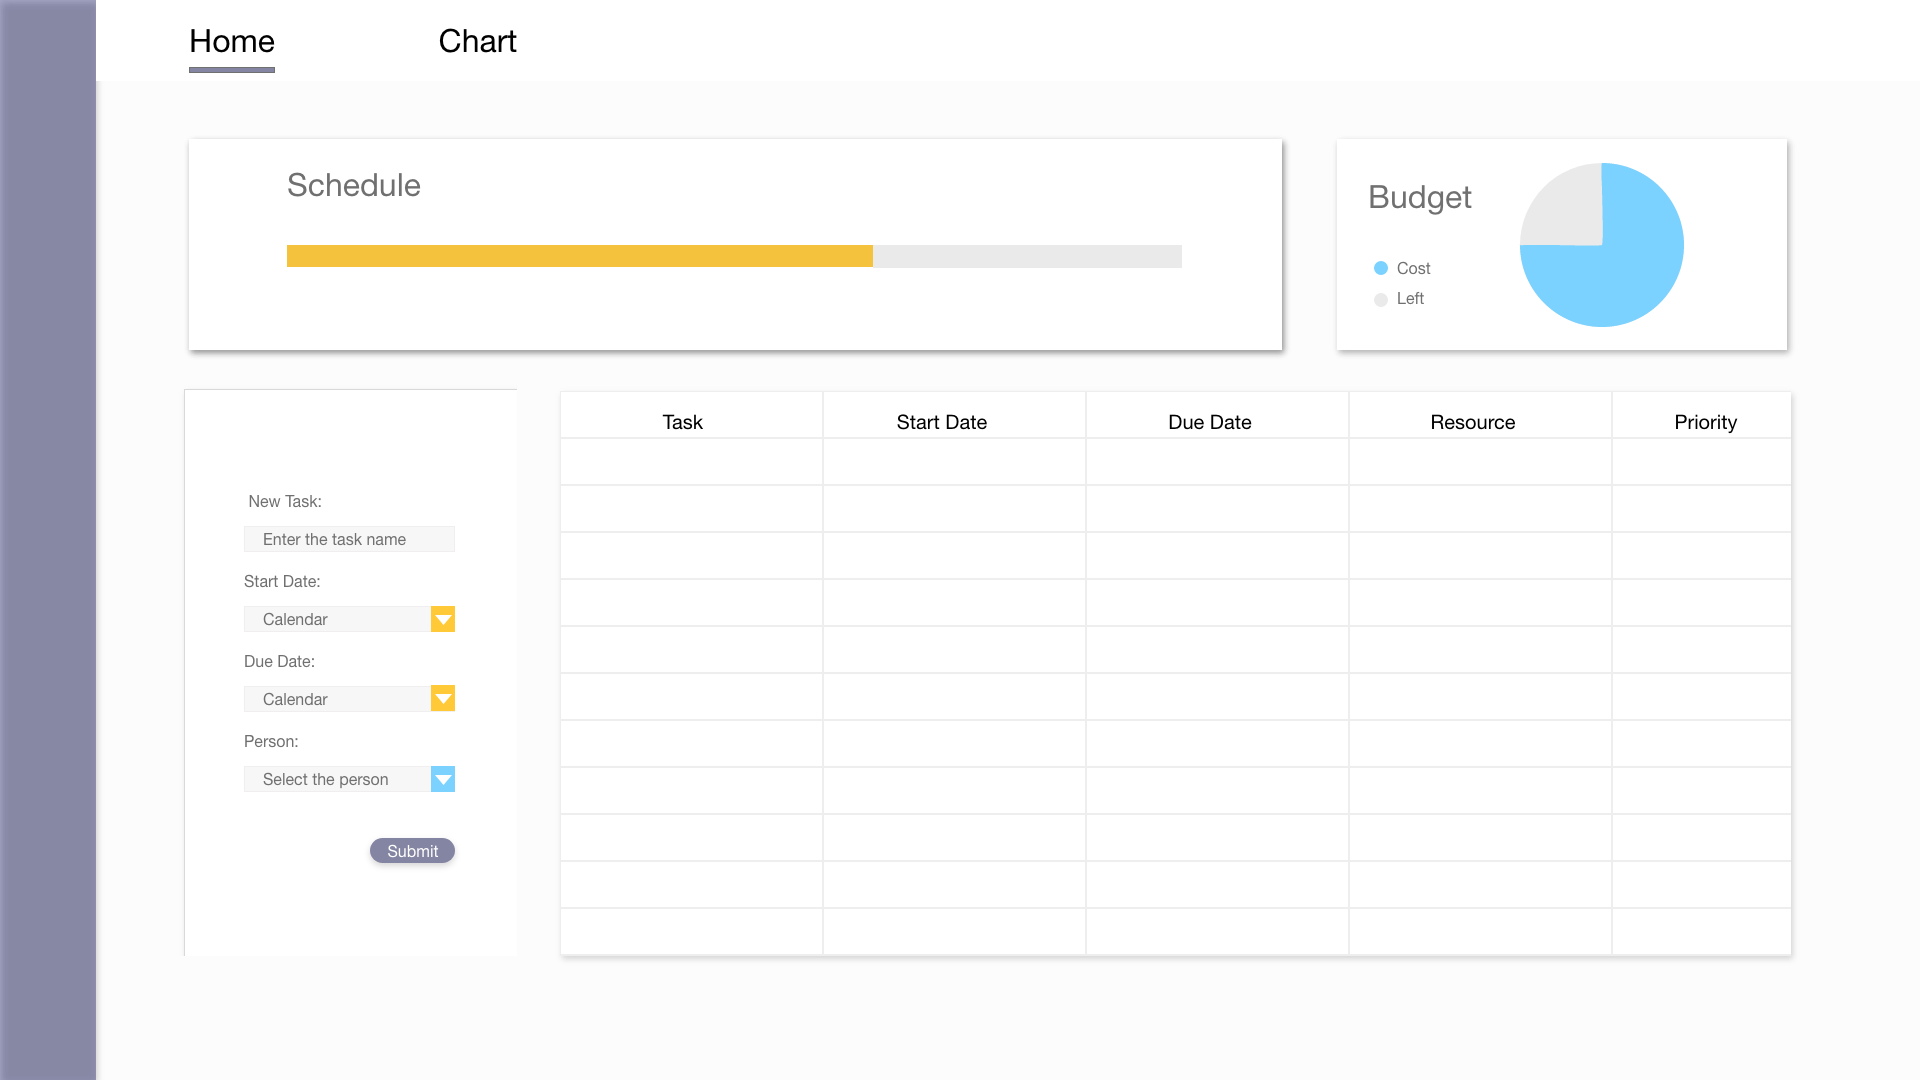 Home Chart
Schedule
Budget
Cost
Left
New Task:
Enter the task name
Start Date:
Calendar
Due Date:
Calendar
Person:
Select the person
Submit
Task Start Date Due Date Resource Priority